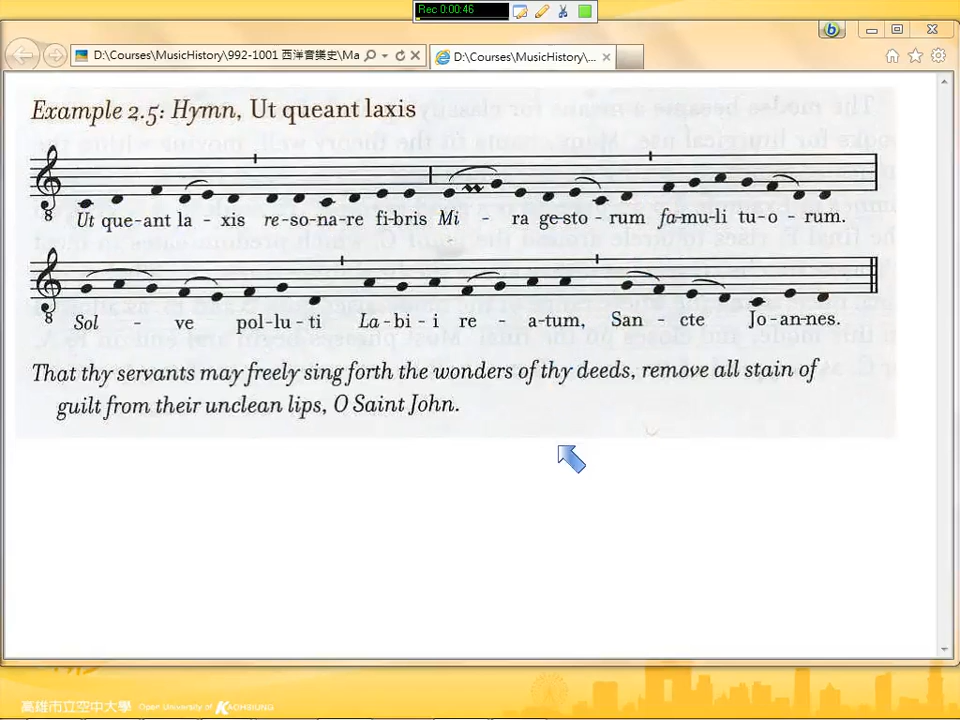 Rec 0:00:46
D:\Courses\MusicHistory\992-1001 西洋音樂史\Ma
D:\Courses\MusicHistory\...
Example 2.5: Hymn, Ut queant laxis
8
Ut que-ant la - xis re-so-na-re fi-bris Mi - ra ge-sto - rum fa-mu-li tu-o - rum.
8
Sol - ve pol-lu-ti La-bi-i re - a-tum, San - cte Jo-an-nes.
That thy servants may freely sing forth the wonders of thy deeds, remove all stain of
guilt from their unclean lips, O Saint John.
高雄市立空中大學 Open University of KAOHSIUNG